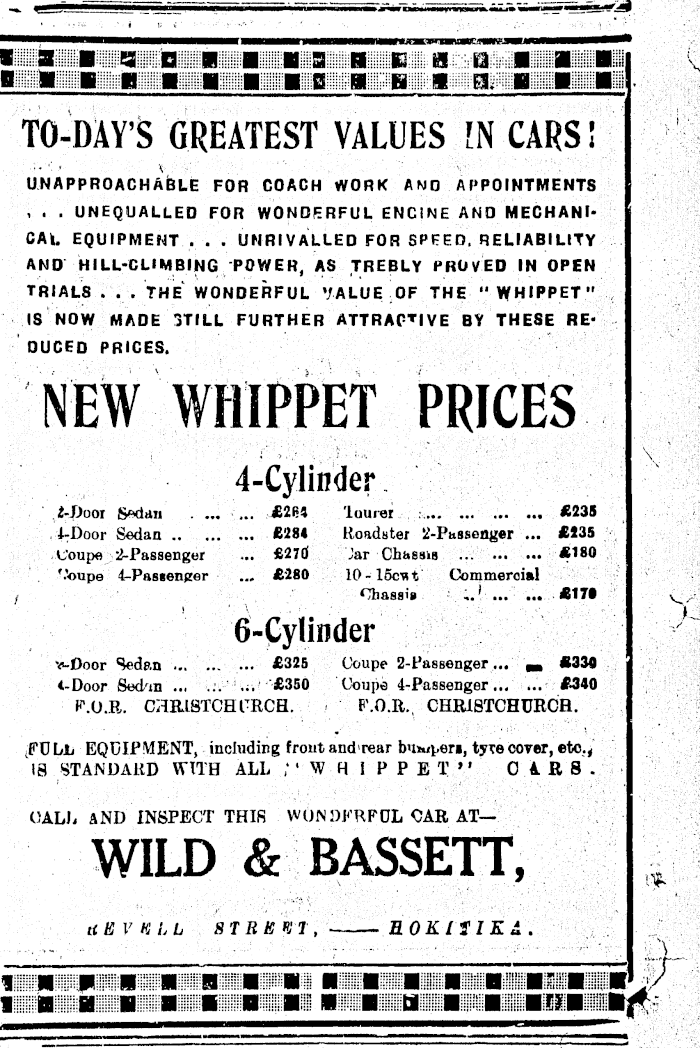 TO-DAY'S GREATEST VALUES IN CARS!
UNAPPROACHABLE FOR COACH WORK AND APPOINTMENTS
. . . UNEQUALLED FOR WONDERFUL ENGINE AND MECHANI-
CAL EQUIPMENT . . . UNRIVALLED FOR SPEED, RELIABILITY
AND HILL-CLIMBING POWER, AS TREBLY PROVED IN OPEN
TRIALS . . . THE WONDERFUL VALUE OF THE "WHIPPET"
IS NOW MADE STILL FURTHER ATTRACTIVE BY THESE RE-
DUCED PRICES.
NEW WHIPPET PRICES
4-Cylinder
2-Door Sedan .... ... £264
4-Door Sedan .. ... ... £284
Coupe 2-Passenger ... £270
Coupe 4-Passenger ... £280
Tourer ... ... ... ... £235
Roadster 2-Passenger ... £235
Car Chassis ... ... ... £180
10-15cwt Commercial
Chassis ... ... ... £170
6-Cylinder
2-Door Sedan ... ... ... £325
4-Door Sedan ... ... ... £350
F.O.R. CHRISTCHURCH.
Coupe 2-Passenger ... ... £330
Coupe 4-Passenger ... ... £340
F.O.R. CHRISTCHURCH.
FULL EQUIPMENT, including front and rear bumpers, tyre cover, etc.,
IS STANDARD WITH ALL "WHIPPET" CARS.
CALL AND INSPECT THIS WONDERFUL CAR AT—
WILD & BASSETT,
REVELL STREET, —— HOKITIKA.